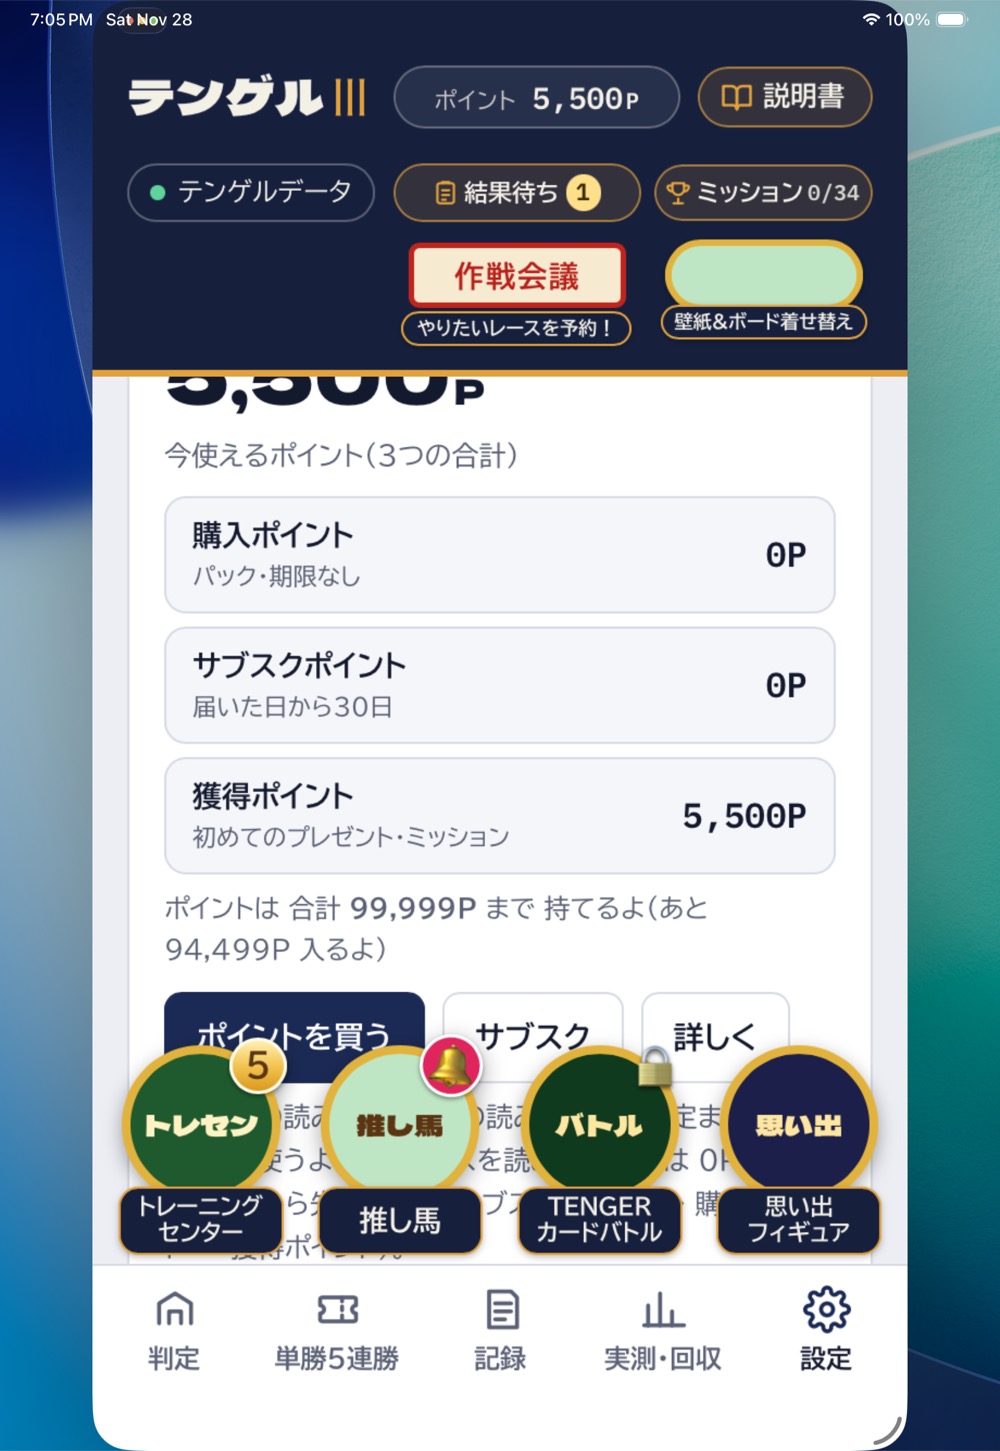 7:05 PM Sat Nov 28
100%
テンゲル
ポイント 5,500P
説明書
テンゲルデータ
結果待ち 1
ミッション 0/34
作戦会議
やりたいレースを予約！
壁紙&ボード着せ替え
5,500P
今使えるポイント(3つの合計)
購入ポイント
パック・期限なし
0P
サブスクポイント
届いた日から30日
0P
獲得ポイント
初めてのプレゼント・ミッション
5,500P
ポイントは 合計 99,999P まで 持てるよ(あと
94,499P 入るよ)
ポイントを買う
サブスク
詳しく
5
トレセン
推し馬
バトル
思い出
トレーニング
センター
推し馬
TENGER
カードバトル
思い出
フィギュア
判定
単勝5連勝
記録
実測・回収
設定